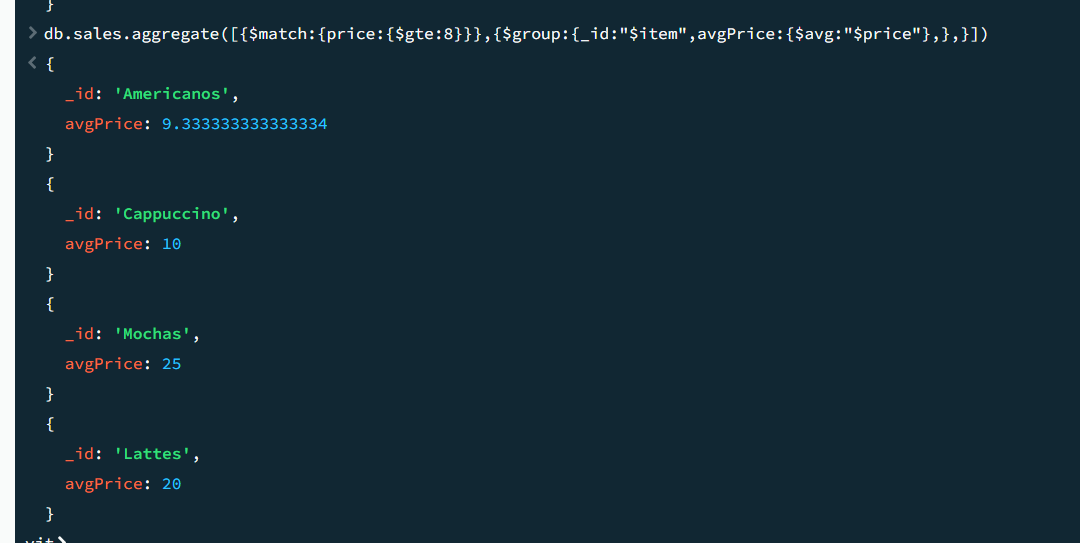 }
> db.sales.aggregate([{$match:{price:{$gte:8}}},{$group:{_id:"$item",avgPrice:{$avg:"$price"},},}])
< {
_id: 'Americanos',
avgPrice: 9.333333333333334
}
{
_id: 'Cappuccino',
avgPrice: 10
}
{
_id: 'Mochas',
avgPrice: 25
}
{
_id: 'Lattes',
avgPrice: 20
}